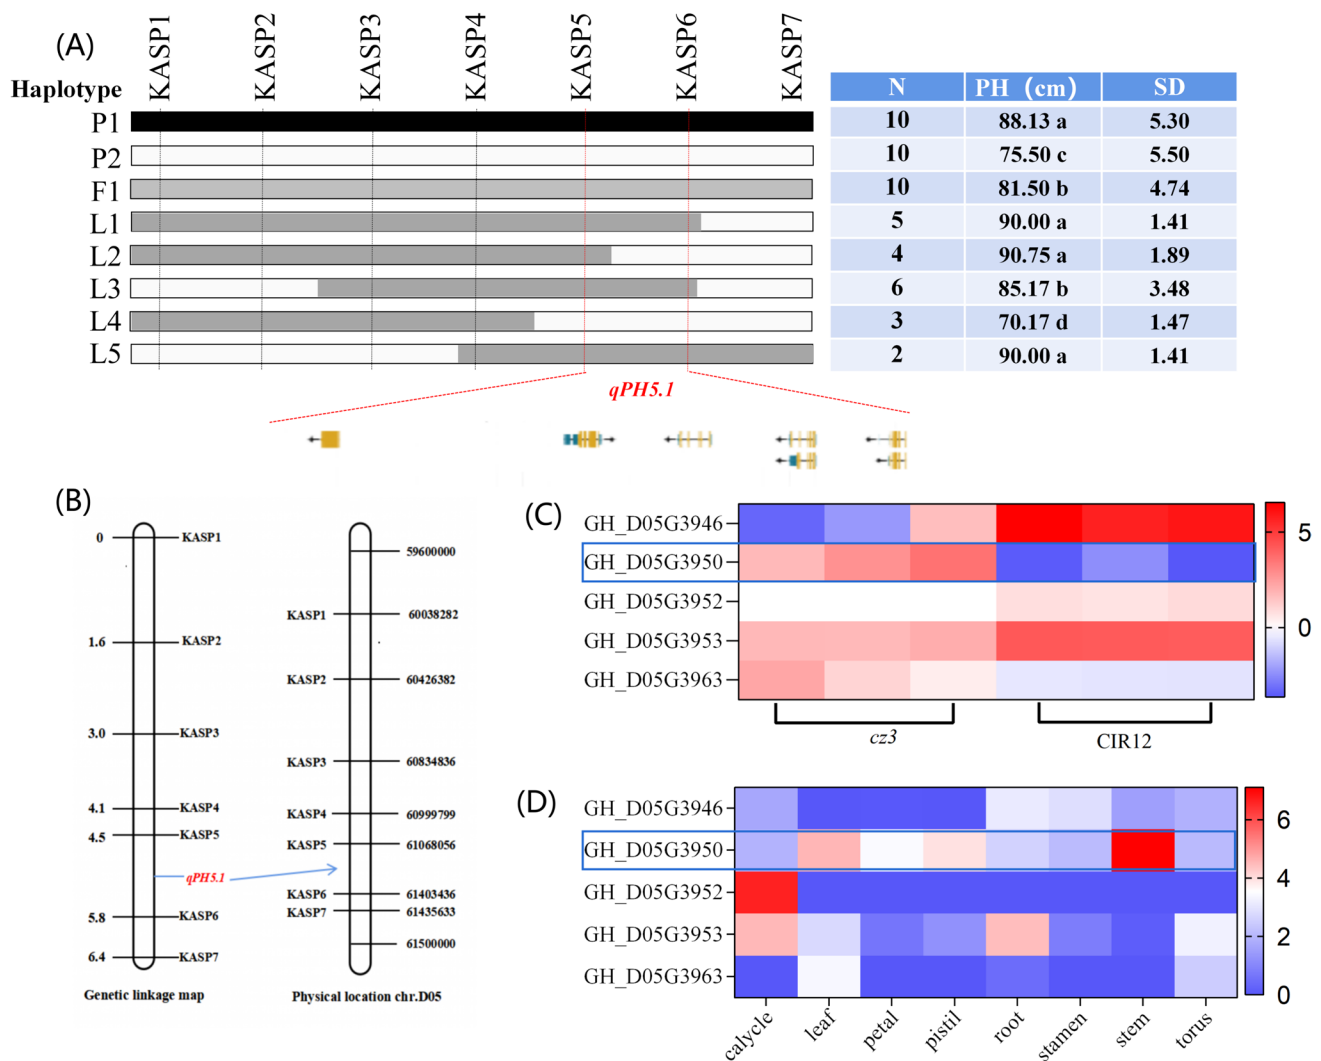 (A)
KASP1 KASP2 KASP3 KASP4 KASP5 KASP6 KASP7
Haplotype N PH (cm) SD
P1 10 88.13 a 5.30
P2 10 75.50 c 5.50
F1 10 81.50 b 4.74
L1 5 90.00 a 1.41
L2 4 90.75 a 1.89
L3 6 85.17 b 3.48
L4 3 70.17 d 1.47
L5 2 90.00 a 1.41
qPH5.1
(B)
0 KASP1
1.6 KASP2
3.0 KASP3
4.1 KASP4
4.5 KASP5
qPH5.1
5.8 KASP6
6.4 KASP7
Genetic linkage map
59600000
KASP1 60038282
KASP2 60426382
KASP3 60834836
KASP4 60999799
KASP5 61068056
KASP6 61403436
KASP7 61435633
61500000
Physical location chr.D05
(C)
GH_D05G3946
GH_D05G3950
GH_D05G3952
GH_D05G3953
GH_D05G3963
cz3 CIR12
5
0
(D)
GH_D05G3946
GH_D05G3950
GH_D05G3952
GH_D05G3953
GH_D05G3963
calycle leaf petal pistil root stamen stem torus
6
4
2
0